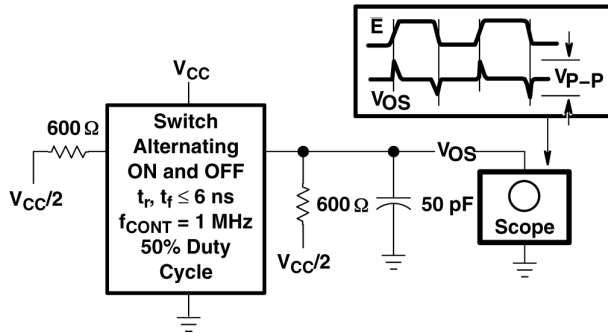 E
VP–P
VOS
VCC
600 Ω
VCC/2
Switch
Alternating
ON and OFF
tr, tf ≤ 6 ns
fCONT = 1 MHz
50% Duty
Cycle
VOS
600 Ω
50 pF
VCC/2
Scope